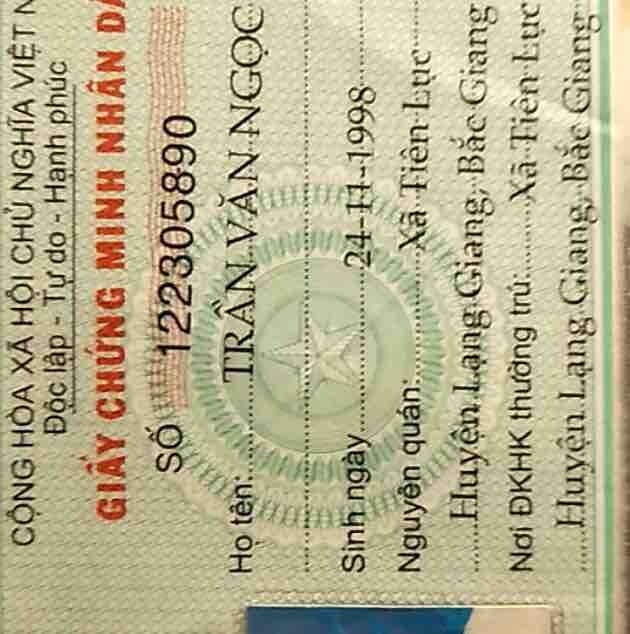 CỘNG HÒA XÃ HỘI CHỦ NGHĨA VIỆT N
Độc lập - Tự do - Hạnh phúc
GIẤY CHỨNG MINH NHÂN DÂ
SỐ 122305890
Họ tên: TRẦN VĂN NGỌC
Sinh ngày 24-11-1998
Nguyên quán: Xã Tiên Lục
Huyện Lạng Giang, Bắc Giang
Nơi ĐKHK thường trú: Xã Tiên Lục
Huyện Lạng Giang, Bắc Giang